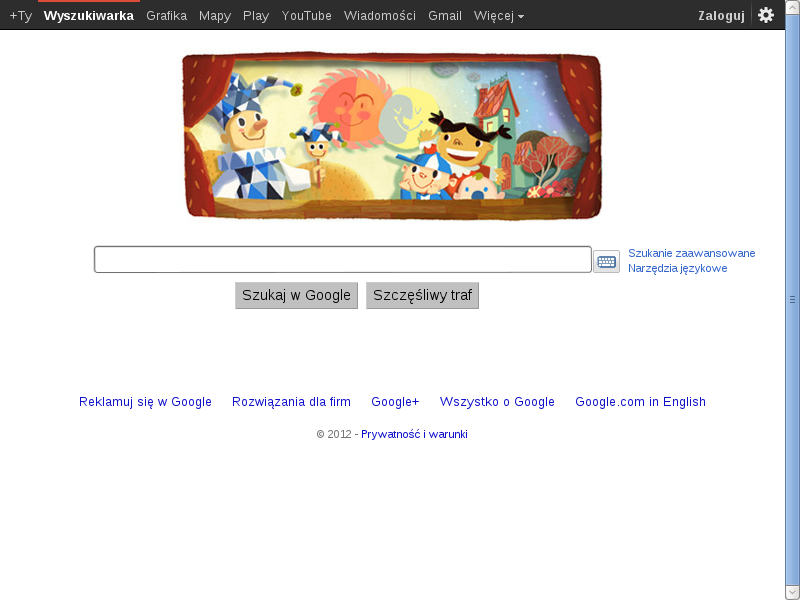 +Ty Wyszukiwarka Grafika Mapy Play YouTube Wiadomości Gmail Więcej Zaloguj
Szukanie zaawansowane
Narzędzia językowe
Szukaj w Google Szczęśliwy traf
Reklamuj się w Google Rozwiązania dla firm Google+ Wszystko o Google Google.com in English
© 2012 - Prywatność i warunki